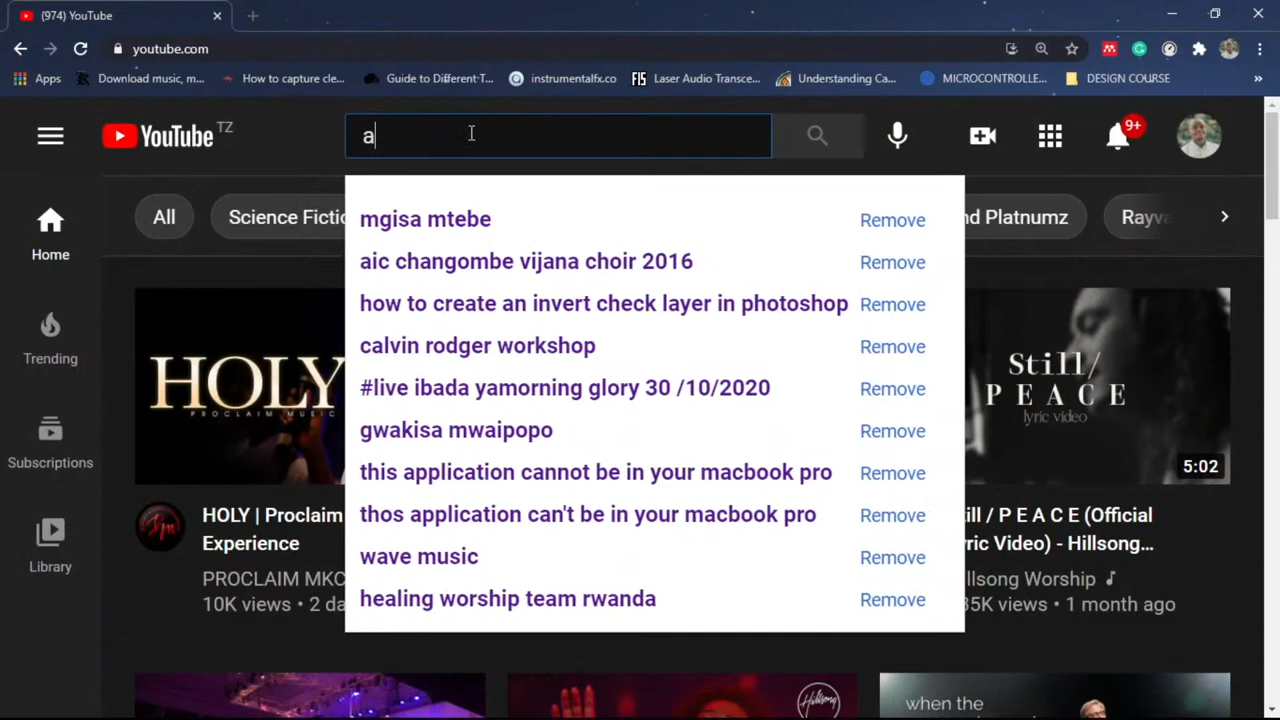 (974) YouTube
youtube.com
Apps Download music, m... How to capture cle... Guide to Different T... instrumentalfx.co FIS Laser Audio Transce... Understanding Ca... MICROCONTROLLE... DESIGN COURSE »
YouTube TZ a 9+
All Science Fictio nd Platnumz Rayva
mgisa mtebe Remove
aic changombe vijana choir 2016 Remove
how to create an invert check layer in photoshop Remove
calvin rodger workshop Remove
#live ibada yamorning glory 30 /10/2020 Remove
gwakisa mwaipopo Remove
this application cannot be in your macbook pro Remove
thos application can't be in your macbook pro Remove
wave music Remove
healing worship team rwanda Remove
Home
Trending
Subscriptions
Library
HOLY
PROCLAIM MUSIC
HOLY | Proclaim
Experience
PROCLAIM MKC
10K views • 2 da
Still/
PEACE
lyric video
5:02
till / P E A C E (Official
yric Video) - Hillsong...
illsong Worship
35K views • 1 month ago
Hillsong
when the